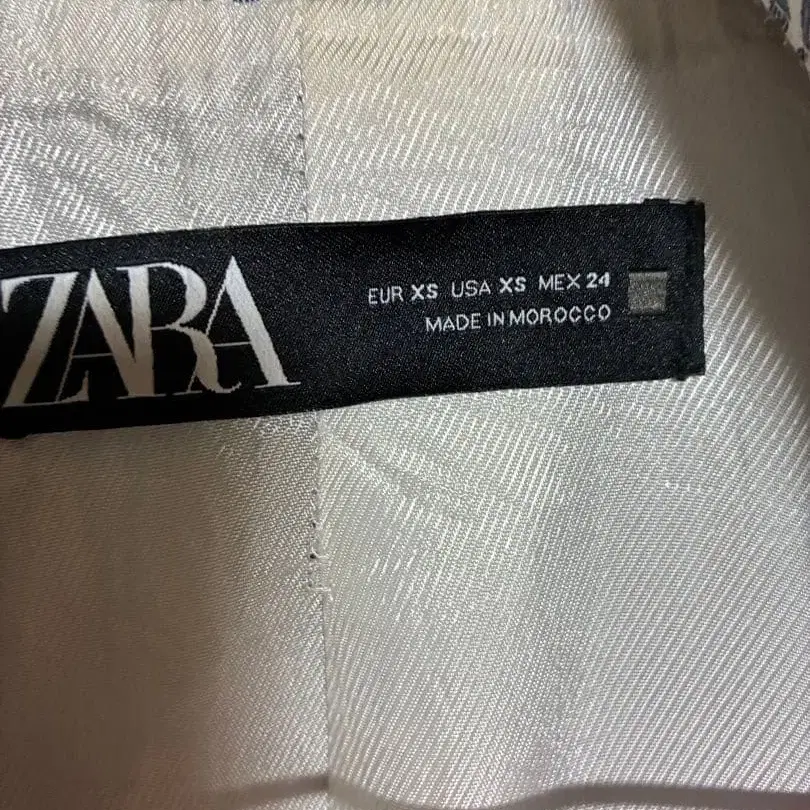 ZARA
EUR XS USA XS MEX 24
MADE IN MOROCCO